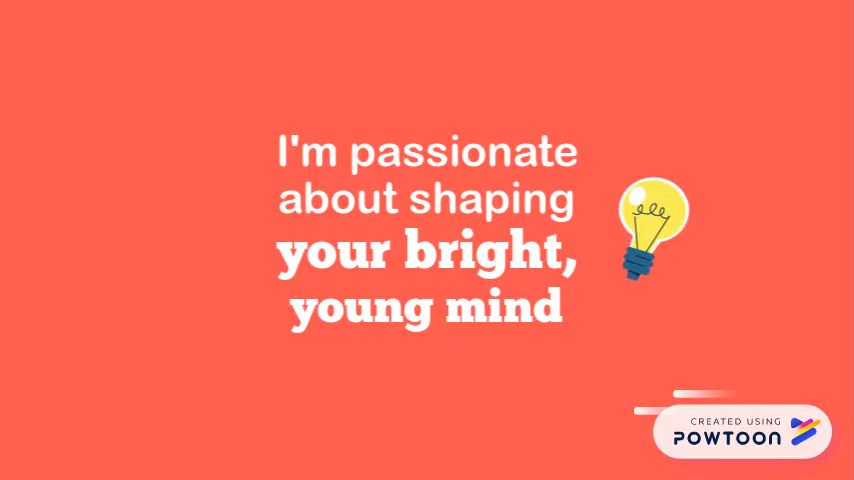 I'm passionate
about shaping
your bright,
young mind
CREATED USING
POWTOON